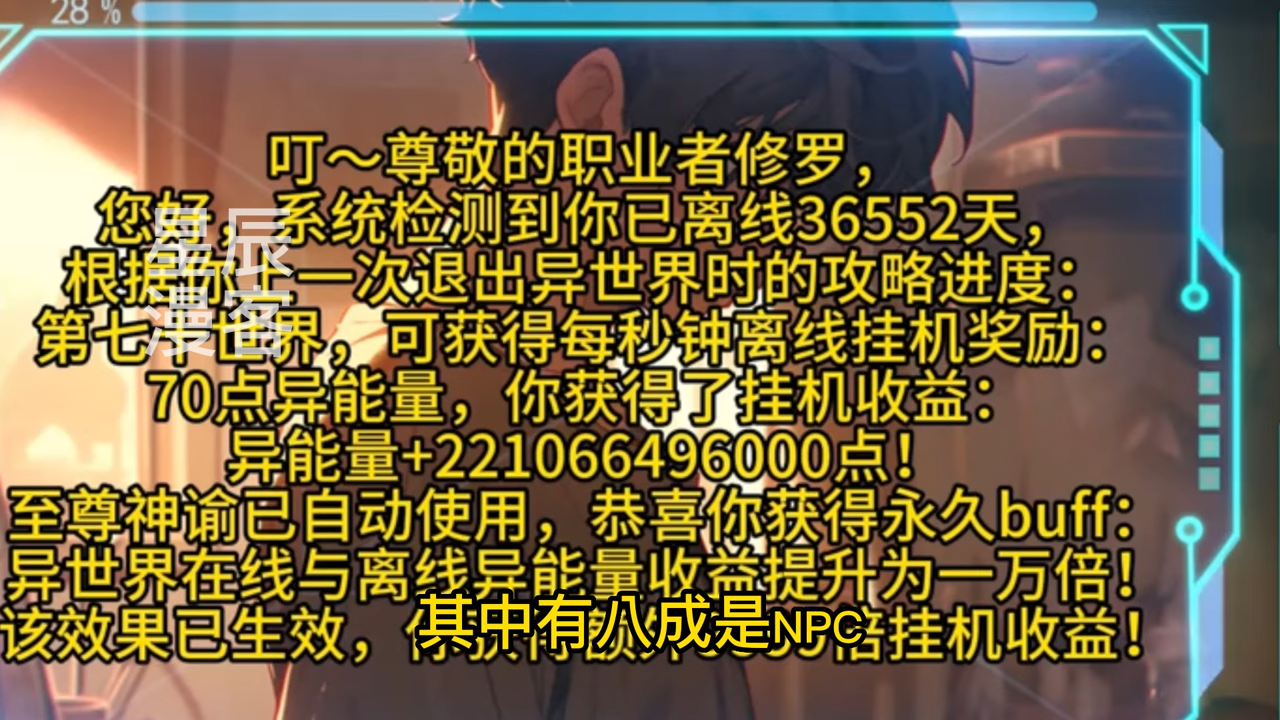 28 %
叮～尊敬的职业者修罗，
您好，系统检测到你已离线36552天，
根据你上一次退出异世界时的攻略进度：
第七 世界，可获得每秒钟离线挂机奖励：
70点异能量，你获得了挂机收益：
异能量+221066496000点！
至尊神谕已自动使用，恭喜你获得永久buff：
异世界在线与离线异能量收益提升为一万倍！
该效果已生效， 倍挂机收益！
星辰
漫客
其中有八成是NPC